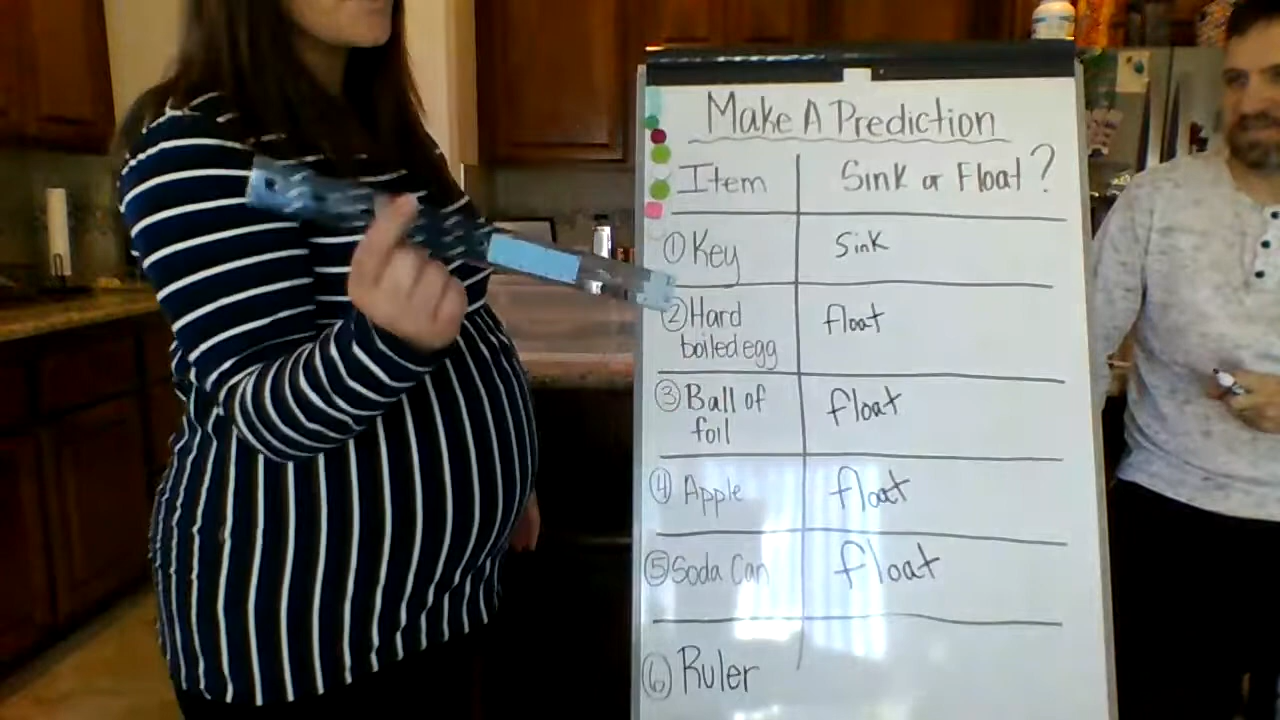 Make A Prediction
Item Sink or Float?
① Key Sink
② Hard boiled egg float
③ Ball of foil float
④ Apple float
⑤ Soda Can float
⑥ Ruler